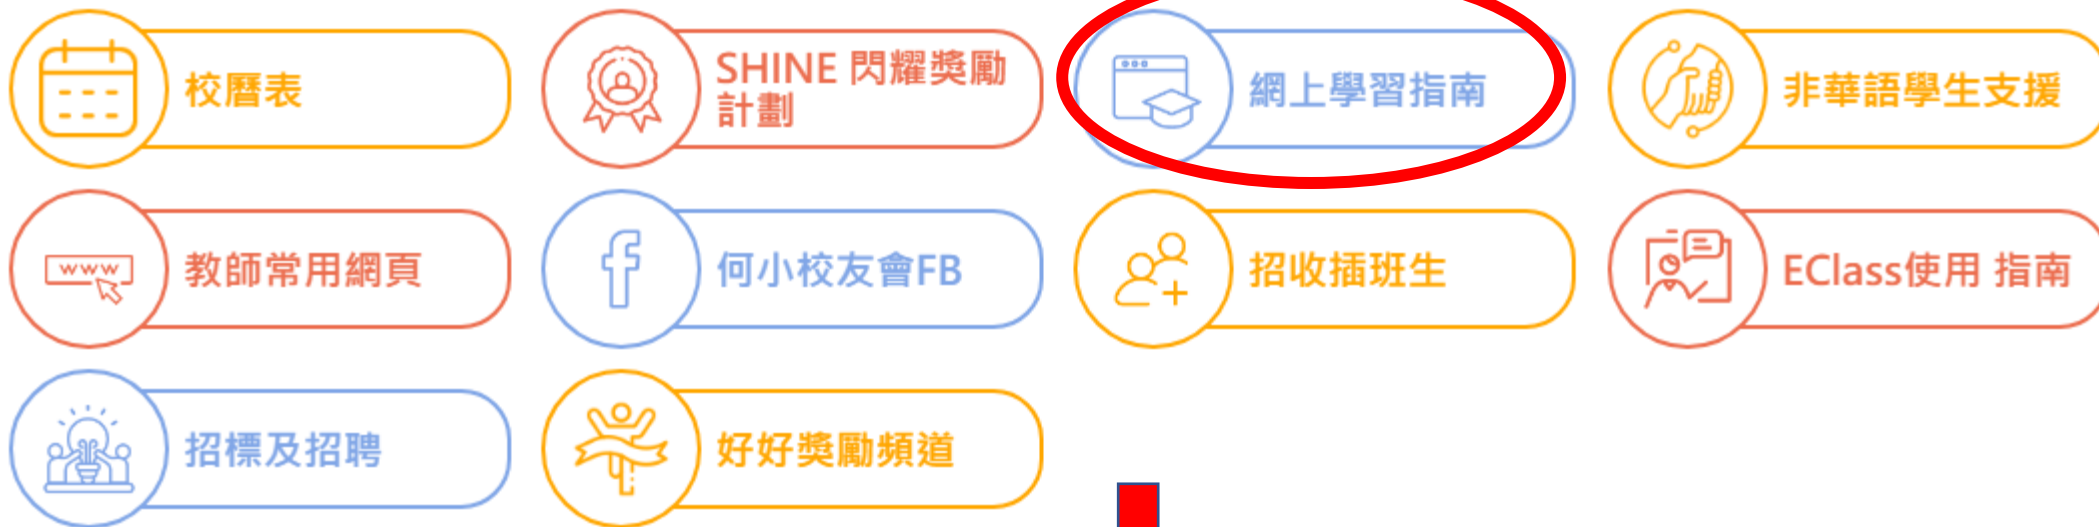 校曆表
SHINE 閃耀獎勵
計劃
網上學習指南
非華語學生支援
www
教師常用網頁
何小校友會FB
招收插班生
EClass使用 指南
招標及招聘
好好獎勵頻道